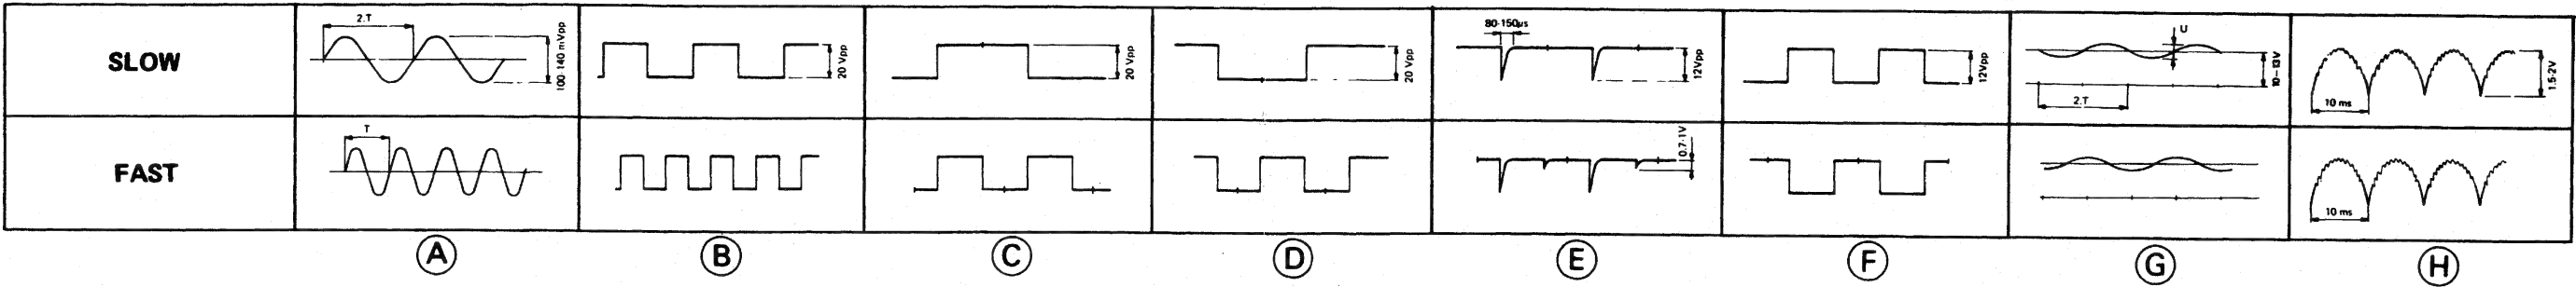 SLOW
2.T
100-140 mVpp
20 Vpp
20 Vpp
20 Vpp
80-150µs
12Vpp
12Vpp
U
10-13V
2.T
10 ms
1.5-2V
FAST
T
0.7-1V
10 ms
A B C D E F G H